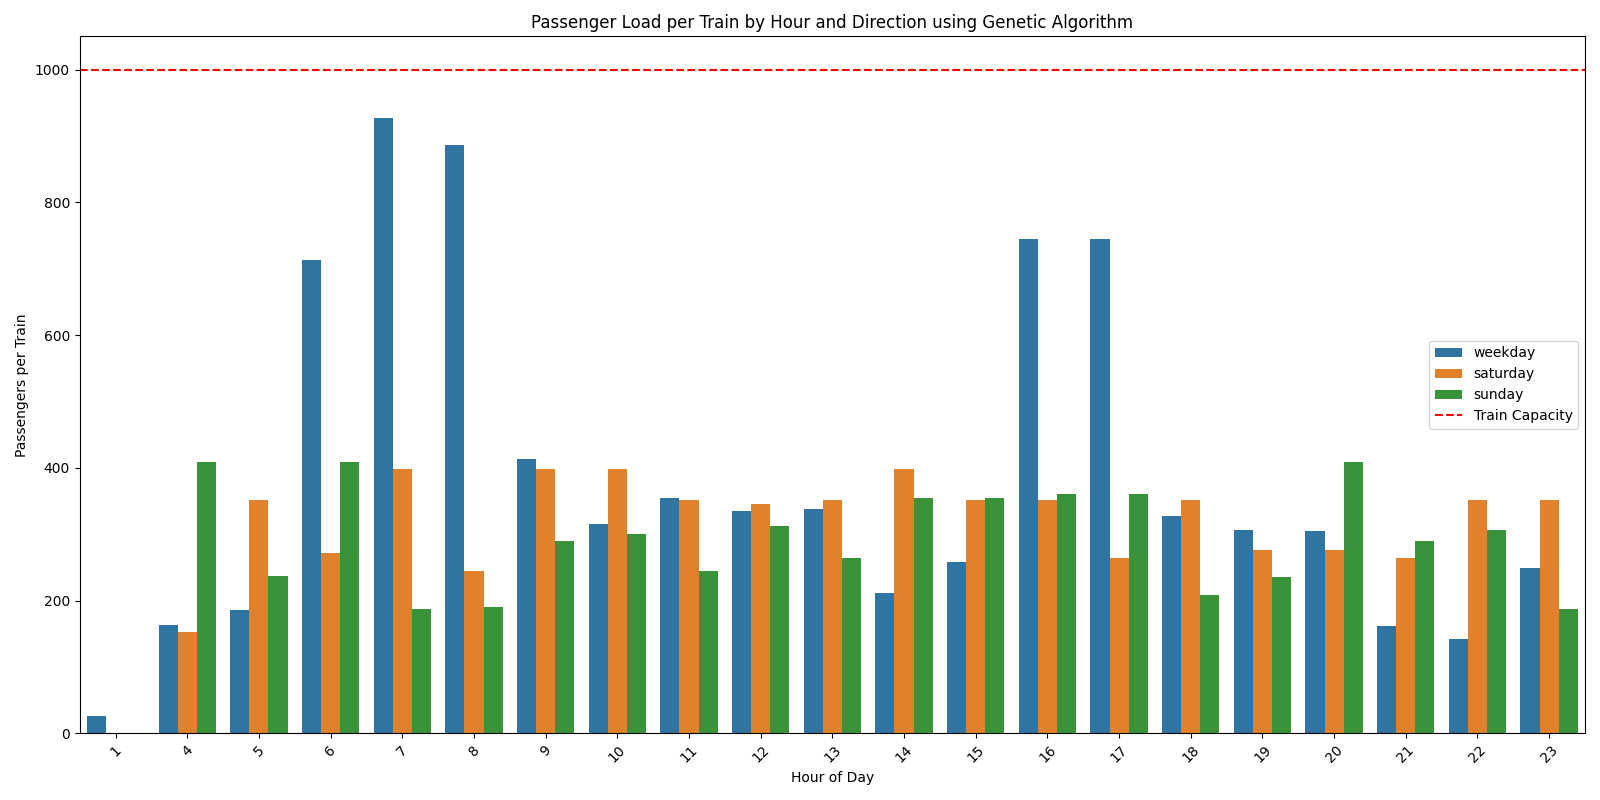 Passenger Load per Train by Hour and Direction using Genetic Algorithm
Passengers per Train
1000
800
600
400
200
0
weekday
saturday
sunday
Train Capacity
1 4 5 6 7 8 9 10 11 12 13 14 15 16 17 18 19 20 21 22 23
Hour of Day